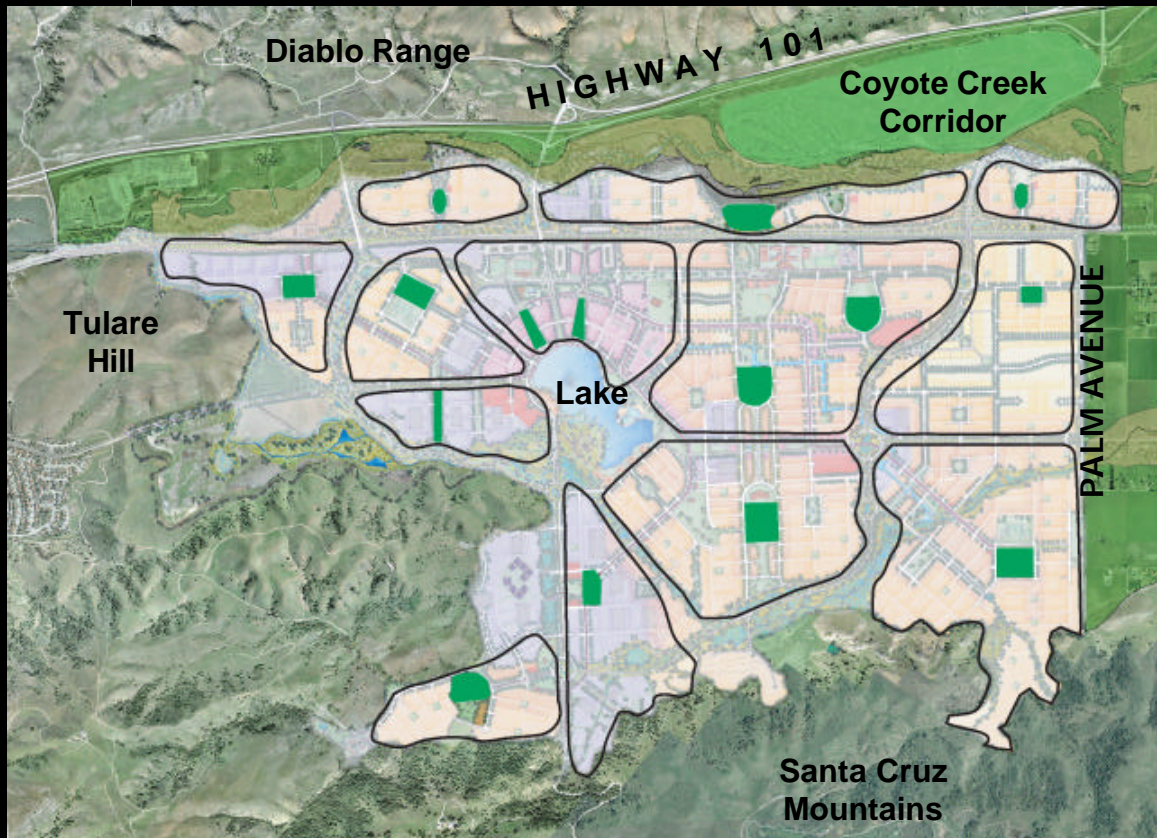 Diablo Range
HIGHWAY 101
Coyote Creek
Corridor
Tulare
Hill
Lake
PALM AVENUE
Santa Cruz
Mountains